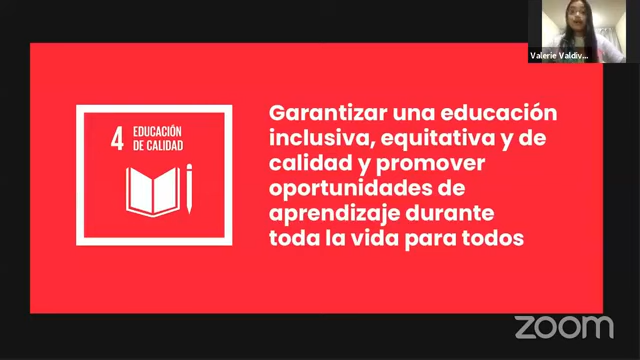 Valerie Valdiv...
4 EDUCACIÓN
DE CALIDAD
Garantizar una educación
inclusiva, equitativa y de
calidad y promover
oportunidades de
aprendizaje durante
toda la vida para todos
zoom